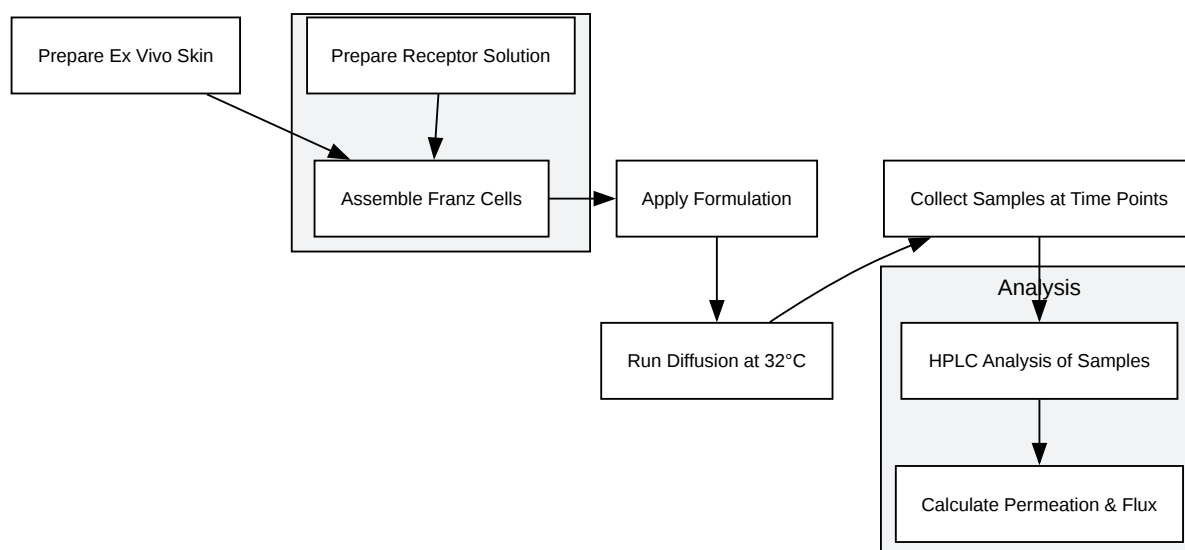 Prepare Ex Vivo Skin
Prepare Receptor Solution
Assemble Franz Cells
Apply Formulation
Run Diffusion at 32°C
Collect Samples at Time Points
Analysis
HPLC Analysis of Samples
Calculate Permeation & Flux